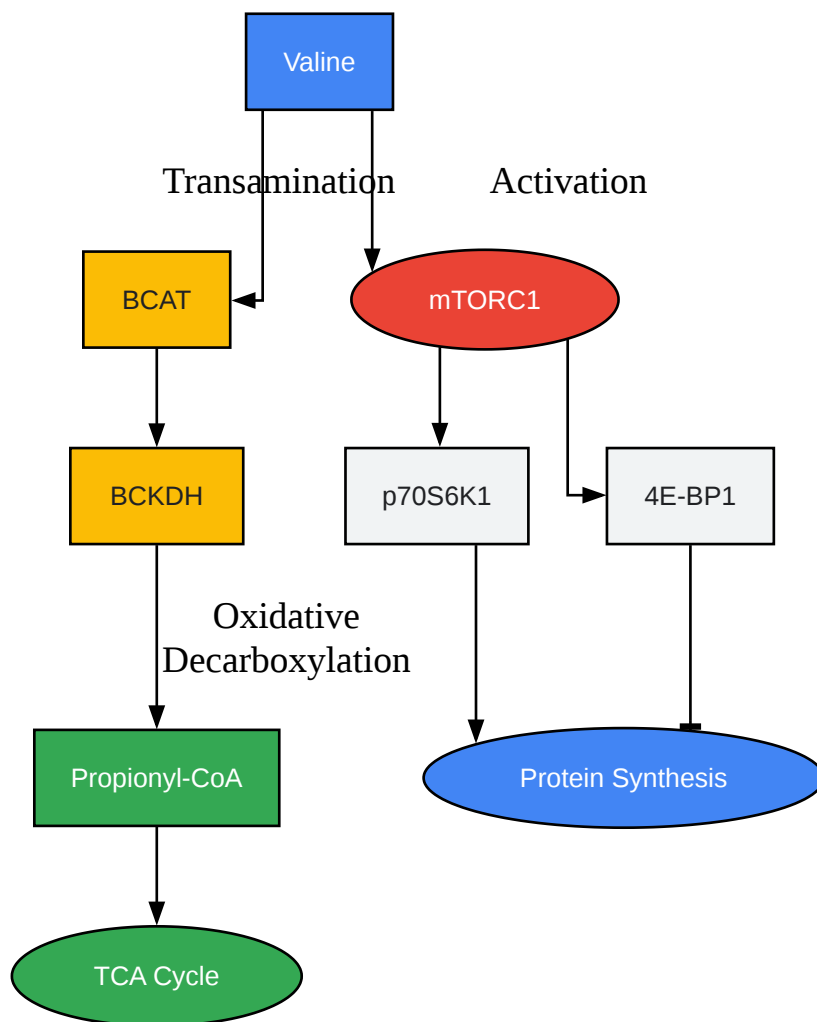 Valine
Transamination
Activation
BCAT
mTORC1
BCKDH
p70S6K1
4E-BP1
Oxidative
Decarboxylation
Propionyl-CoA
Protein Synthesis
TCA Cycle